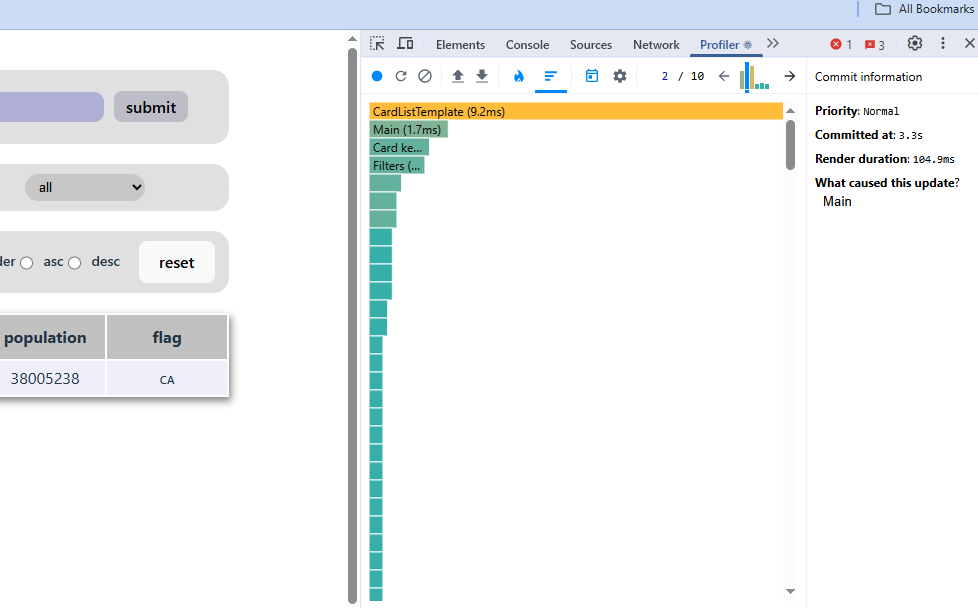 All Bookmarks
submit
all
der asc desc reset
population flag
38005238 CA
Elements Console Sources Network Profiler 1 3
2 / 10
CardListTemplate (9.2ms)
Main (1.7ms)
Card ke...
Filters (...
Commit information
Priority: Normal
Committed at: 3.3s
Render duration: 104.9ms
What caused this update?
Main